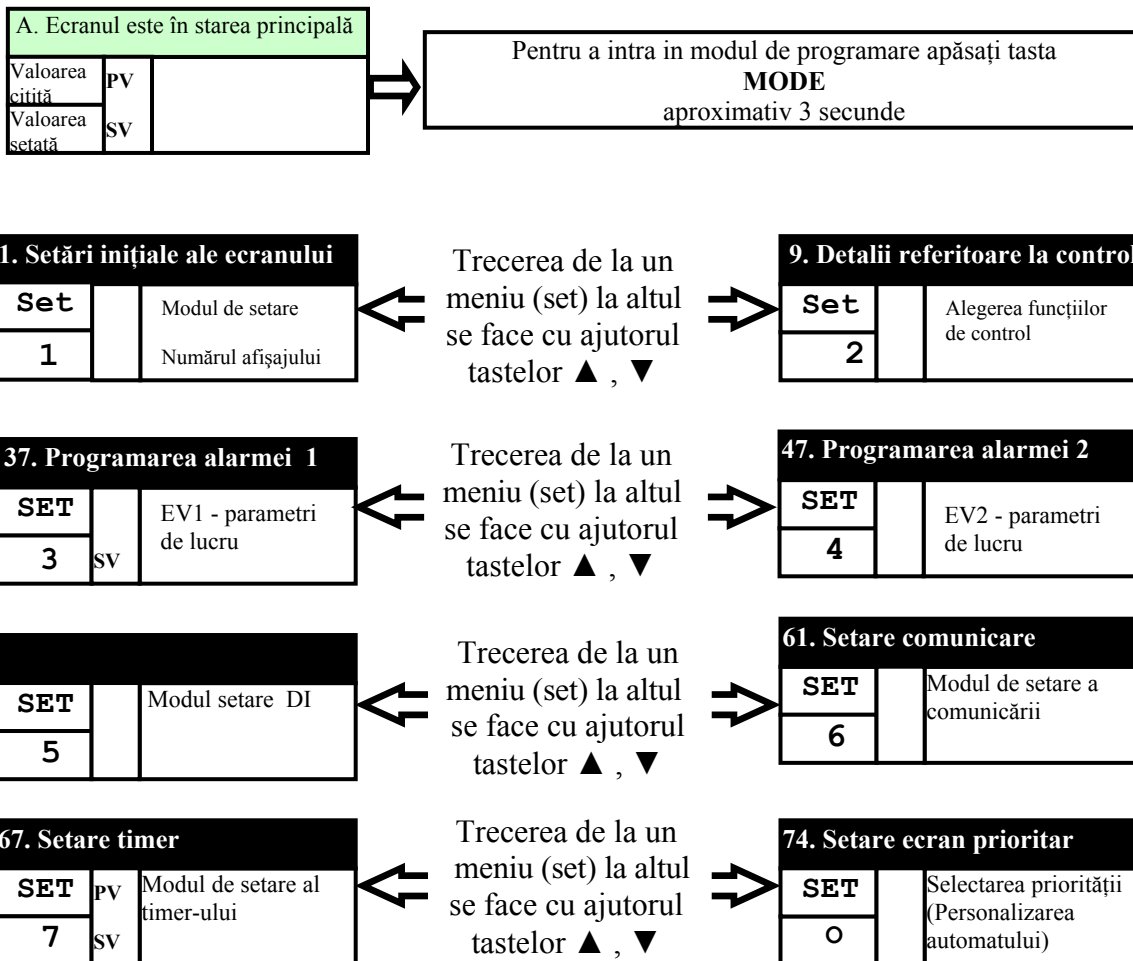 A. Ecranul este în starea principală
Valoarea
citită
PV
Valoarea
setată
SV
Pentru a intra in modul de programare apăsați tasta
MODE
aproximativ 3 secunde
1. Setări inițiale ale ecranului
Set
Modul de setare
1
Numărul afişajului
Trecerea de la un
meniu (set) la altul
se face cu ajutorul
tastelor ▲ , ▼
9. Detalii referitoare la control
Set
Alegerea funcțiilor
de control
2
37. Programarea alarmei 1
SET
EV1 - parametri
de lucru
3
SV
Trecerea de la un
meniu (set) la altul
se face cu ajutorul
tastelor ▲ , ▼
47. Programarea alarmei 2
SET
EV2 - parametri
de lucru
4
SET
Modul setare DI
5
Trecerea de la un
meniu (set) la altul
se face cu ajutorul
tastelor ▲ , ▼
61. Setare comunicare
SET
Modul de setare a
comunicării
6
67. Setare timer
SET
PV
Modul de setare al
timer-ului
7
SV
Trecerea de la un
meniu (set) la altul
se face cu ajutorul
tastelor ▲ , ▼
74. Setare ecran prioritar
SET
Selectarea priorității
(Personalizarea
automatului)
O